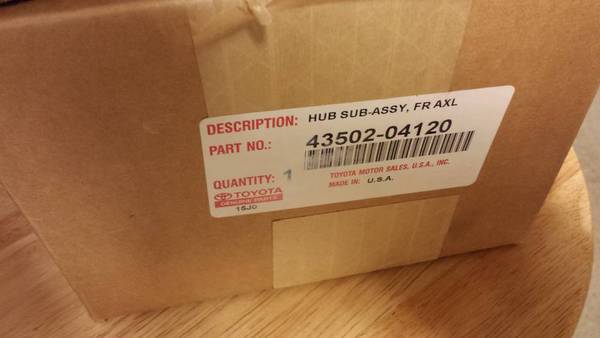 DESCRIPTION: HUB SUB-ASSY, FR AXL
PART NO.: 43502-04120
QUANTITY: 1
TOYOTA MOTOR SALES, U.S.A., INC.
MADE IN: U.S.A.
TOYOTA
GENUINE PARTS
15J0